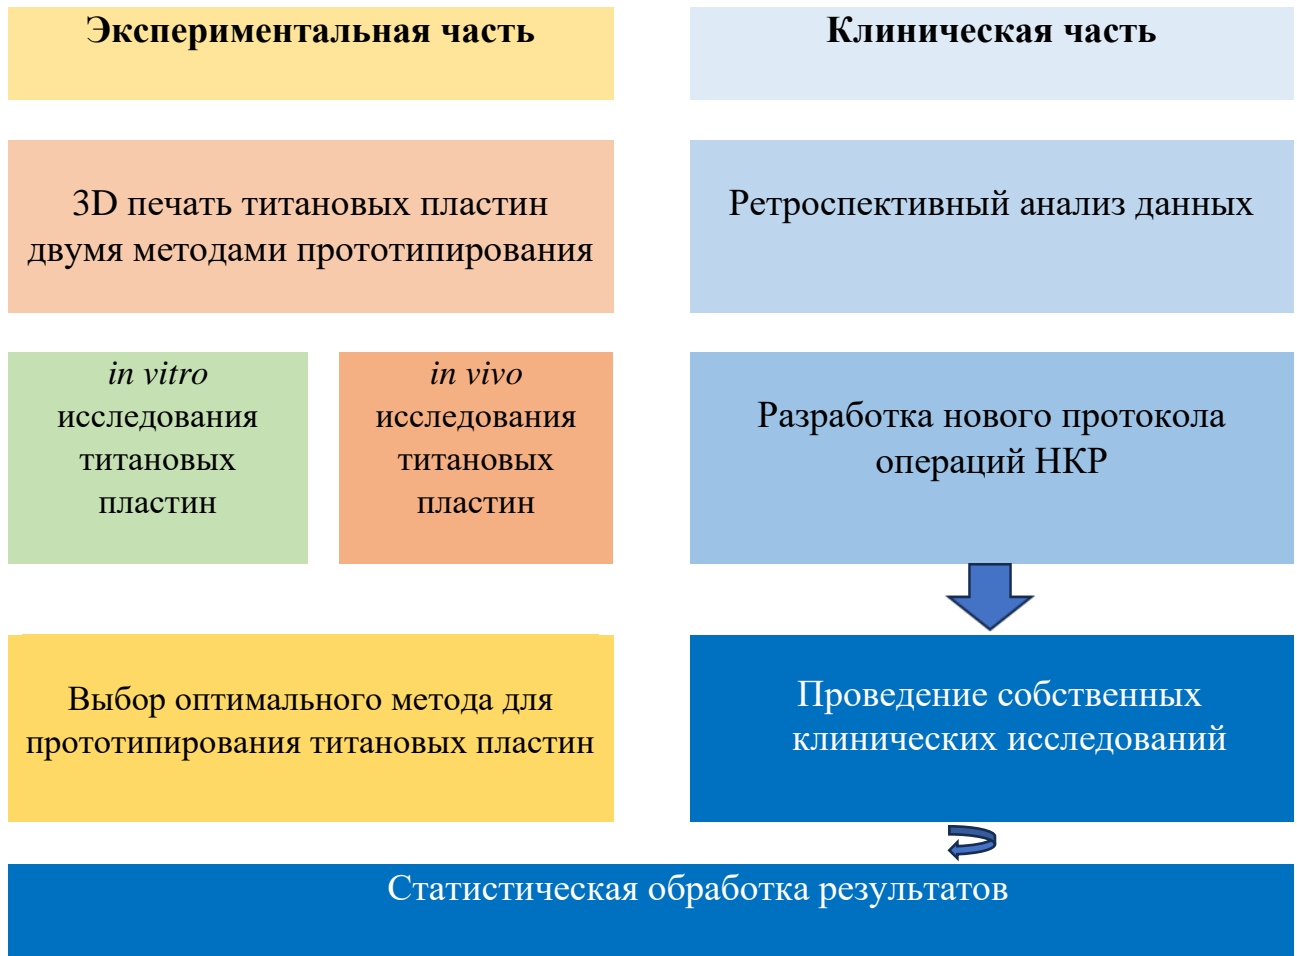 Экспериментальная часть
Клиническая часть
3D печать титановых пластин
двумя методами прототипирования
Ретроспективный анализ данных
in vitro
исследования
титановых
пластин
in vivo
исследования
титановых
пластин
Разработка нового протокола
операций НКР
Выбор оптимального метода для
прототипирования титановых пластин
Проведение собственных
клинических исследований
Статистическая обработка результатов